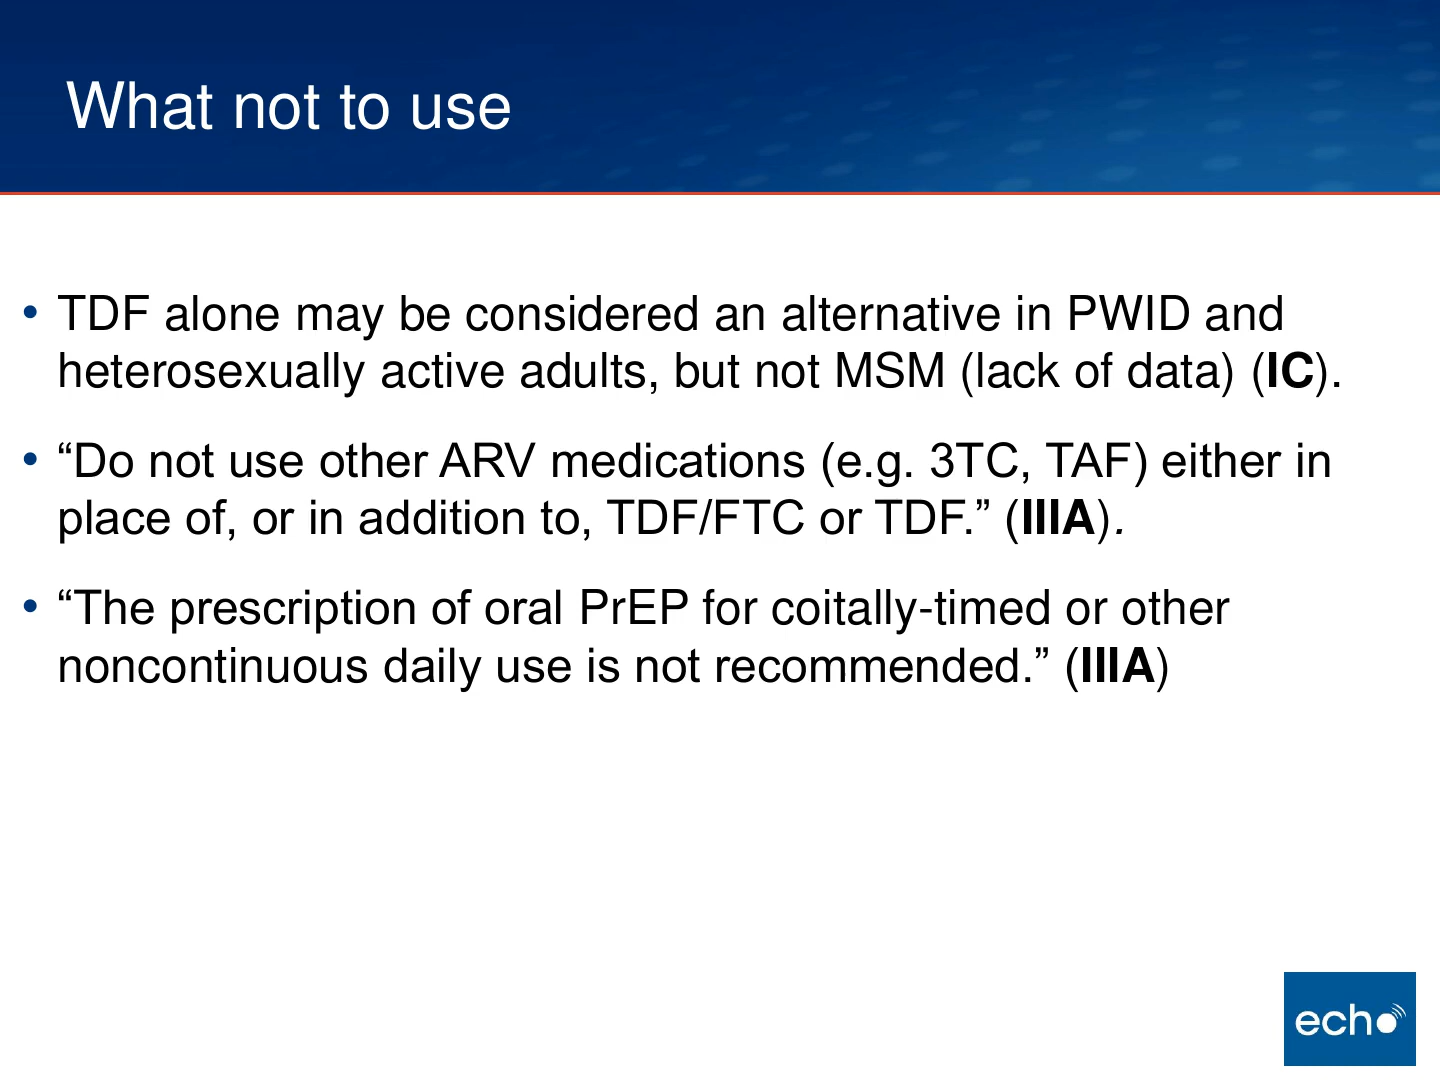 What not to use
• TDF alone may be considered an alternative in PWID and
heterosexually active adults, but not MSM (lack of data) (IC).
• “Do not use other ARV medications (e.g. 3TC, TAF) either in
place of, or in addition to, TDF/FTC or TDF.” (IIIA).
• “The prescription of oral PrEP for coitally-timed or other
noncontinuous daily use is not recommended.” (IIIA)
echo